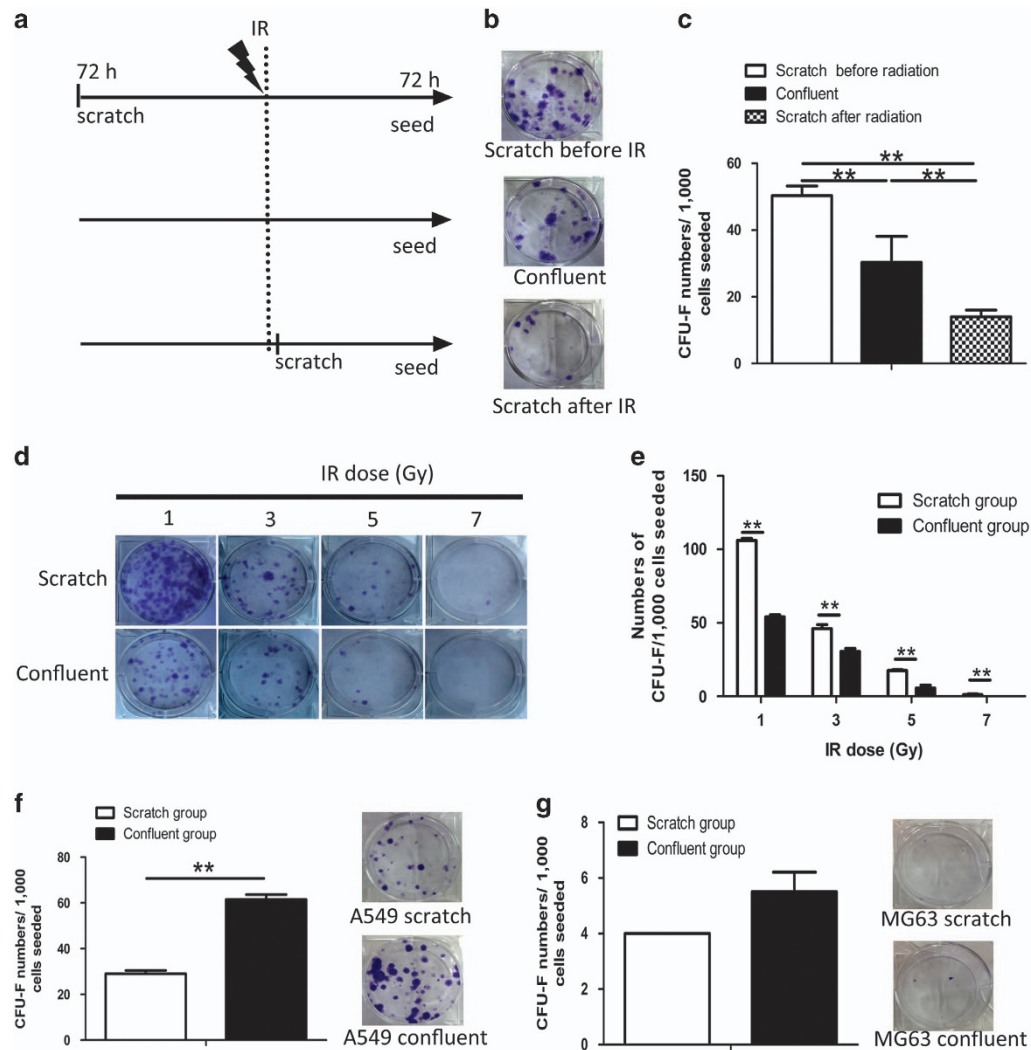 a
IR
72 h
72 h
scratch
seed
seed
scratch
seed
b
Scratch before IR
Confluent
Scratch after IR
c
Scratch before radiation
Confluent
Scratch after radiation
CFU-F numbers/ 1,000
cells seeded
60
40
20
0
**
**
**
d
IR dose (Gy)
1 3 5 7
Scratch
Confluent
e
Numbers of
CFU-F/1,000 cells seeded
150
100
50
0
Scratch group
Confluent group
**
**
**
**
1 3 5 7
IR dose (Gy)
f
Scratch group
Confluent group
CFU-F numbers/ 1,000
cells seeded
80
60
40
20
0
**
A549 scratch
A549 confluent
g
Scratch group
Confluent group
CFU-F numbers/ 1,000
cells seeded
8
6
4
2
0
MG63 scratch
MG63 confluent